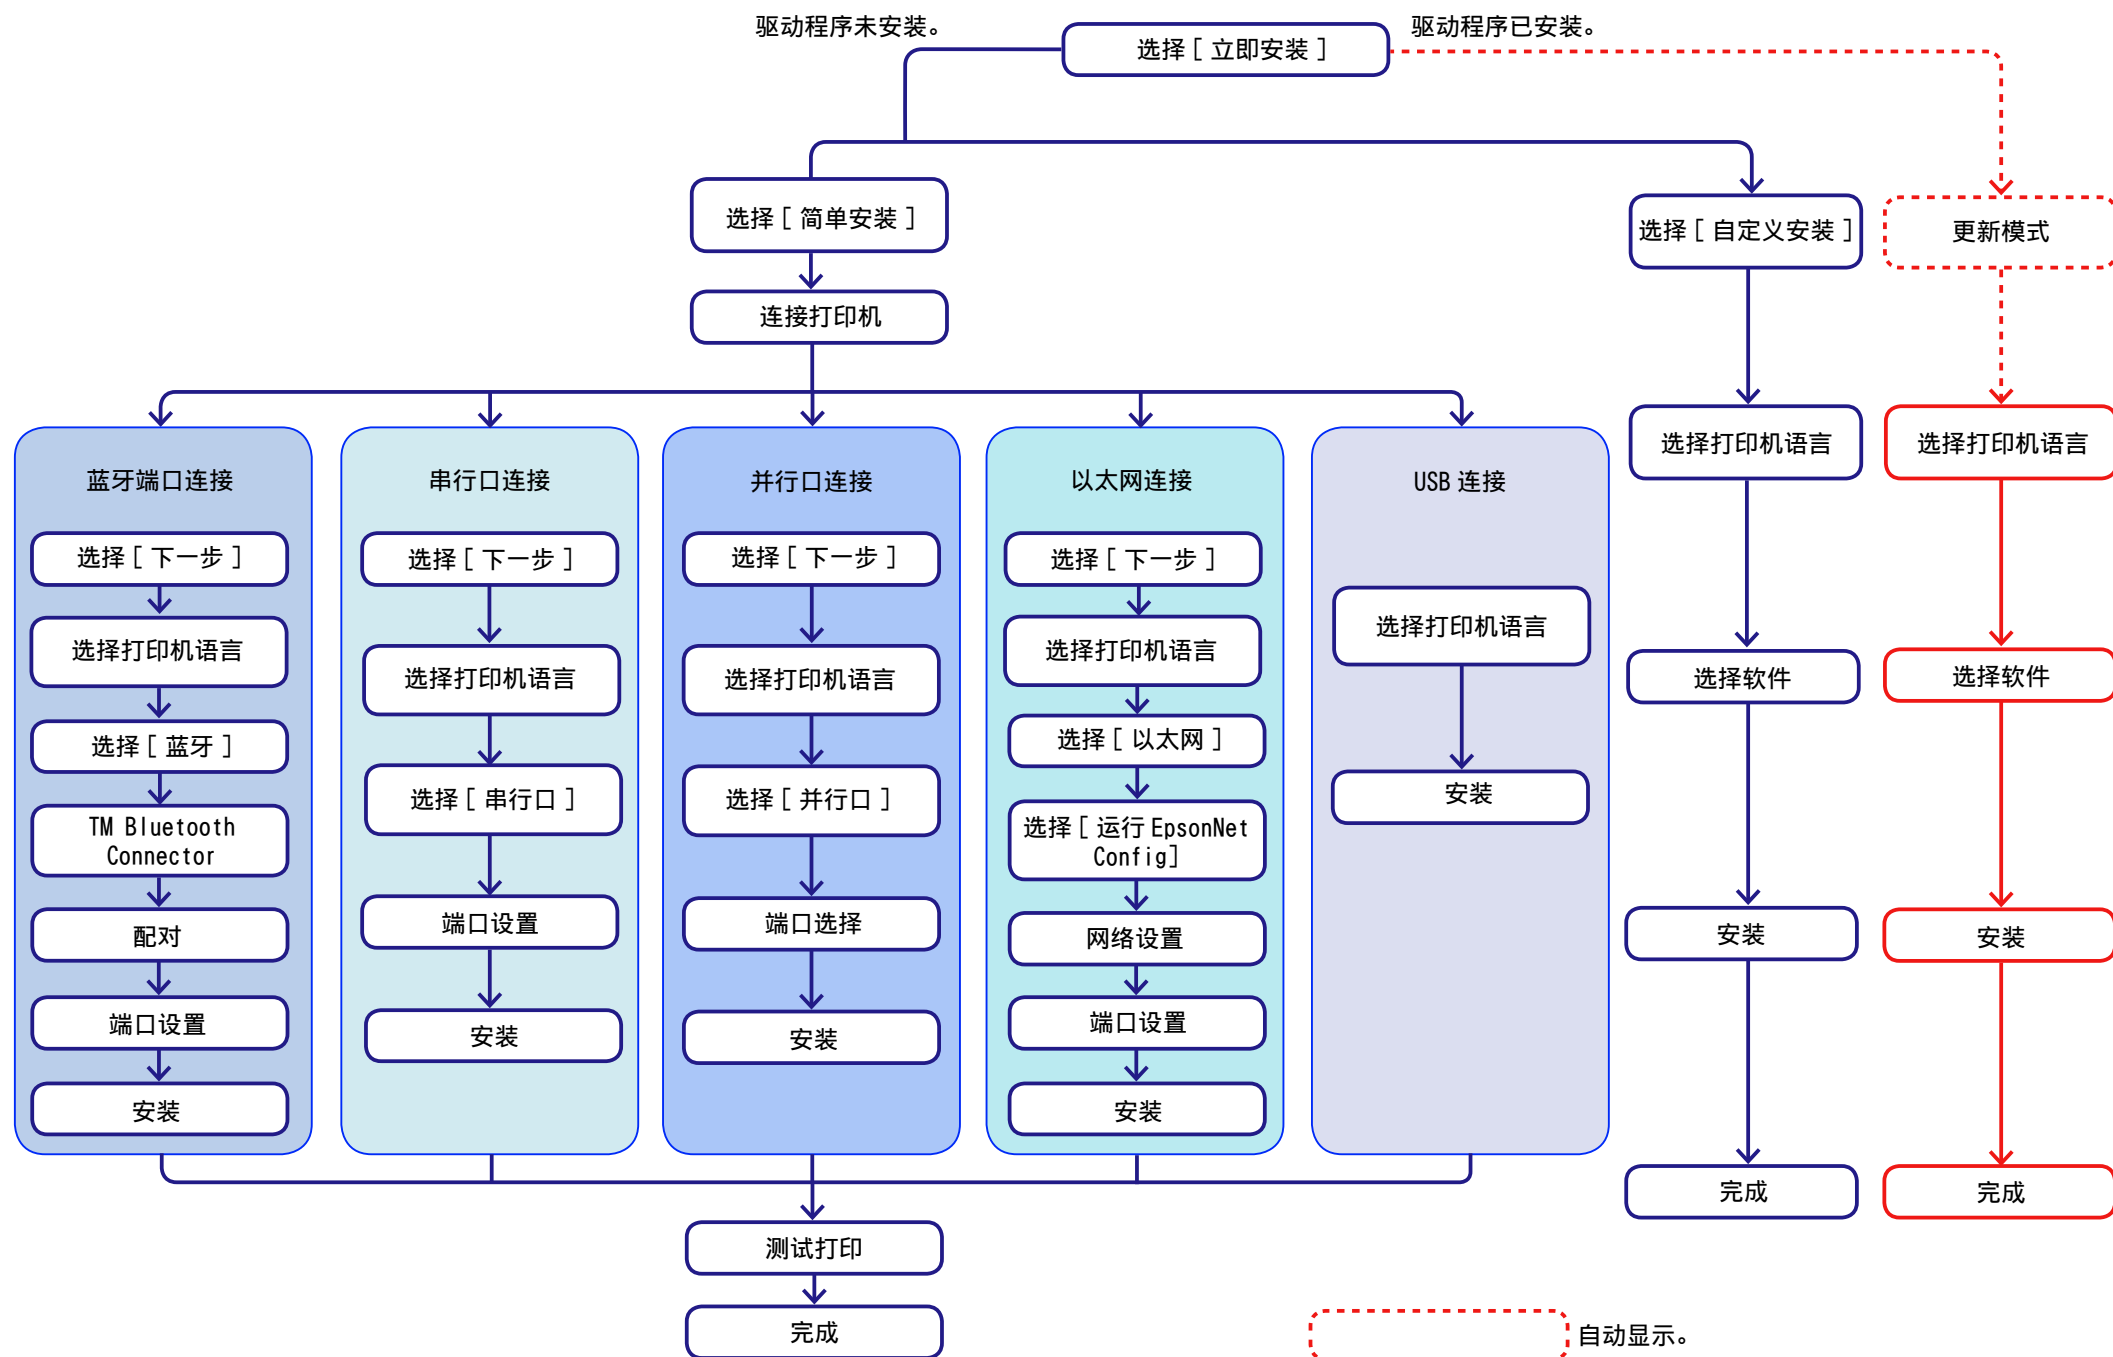 驱动程序未安装。
选择［立即安装］
驱动程序已安装。
选择［简单安装］
选择［自定义安装］
更新模式
连接打印机
蓝牙端口连接
选择［下一步］
选择打印机语言
选择［蓝牙］
TM Bluetooth
Connector
配对
端口设置
安装
串行口连接
选择［下一步］
选择打印机语言
选择［串行口］
端口设置
安装
并行口连接
选择［下一步］
选择打印机语言
选择［并行口］
端口选择
安装
以太网连接
选择［下一步］
选择打印机语言
选择［以太网］
选择［运行 EpsonNet
Config］
网络设置
端口设置
安装
USB 连接
选择打印机语言
安装
选择打印机语言
选择软件
安装
完成
选择打印机语言
选择软件
安装
完成
测试打印
完成
自动显示。